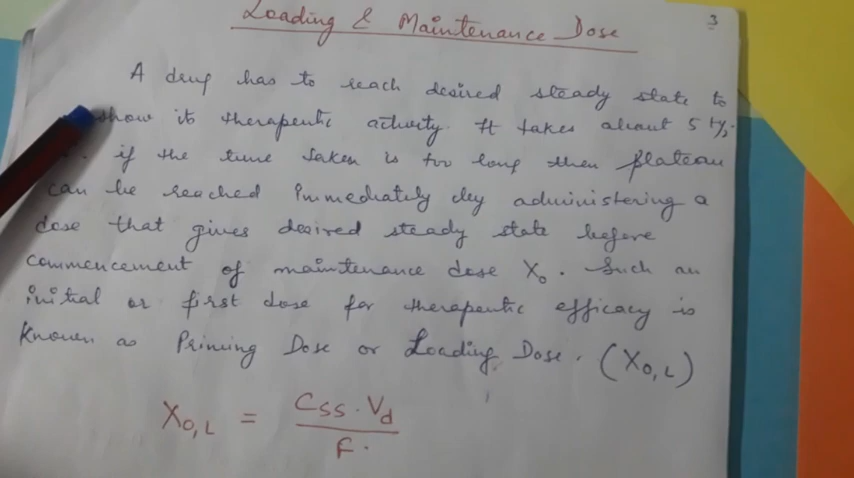 Loading & Maintenance Dose
3
A drug has to reach desired steady state to
show its therapeutic activity. It takes about 5 t½.
if the time taken is too long then plateau
can be reached immediately by administering a
dose that gives desired steady state before
commencement of maintenance dose X₀. Such an
initial or first dose for therapeutic efficacy is
Known as Priming Dose or Loading Dose. (X₀,L)
X₀,L = Css.Vd / F.